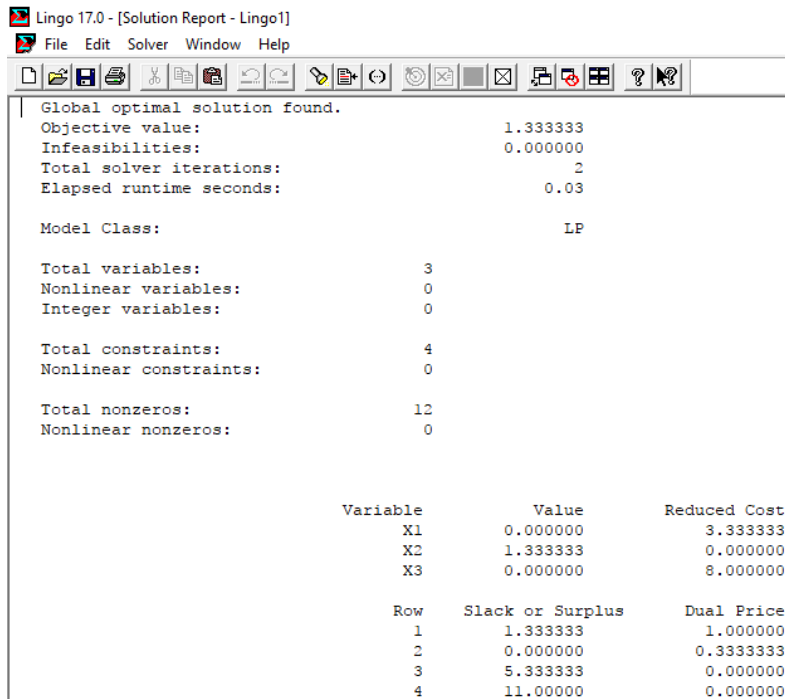 Lingo 17.0 - [Solution Report - Lingo1]
File Edit Solver Window Help
Global optimal solution found.
Objective value: 1.333333
Infeasibilities: 0.000000
Total solver iterations: 2
Elapsed runtime seconds: 0.03
Model Class: LP
Total variables: 3
Nonlinear variables: 0
Integer variables: 0
Total constraints: 4
Nonlinear constraints: 0
Total nonzeros: 12
Nonlinear nonzeros: 0
Variable Value Reduced Cost
X1 0.000000 3.333333
X2 1.333333 0.000000
X3 0.000000 8.000000
Row Slack or Surplus Dual Price
1 1.333333 1.000000
2 0.000000 0.3333333
3 5.333333 0.000000
4 11.00000 0.000000